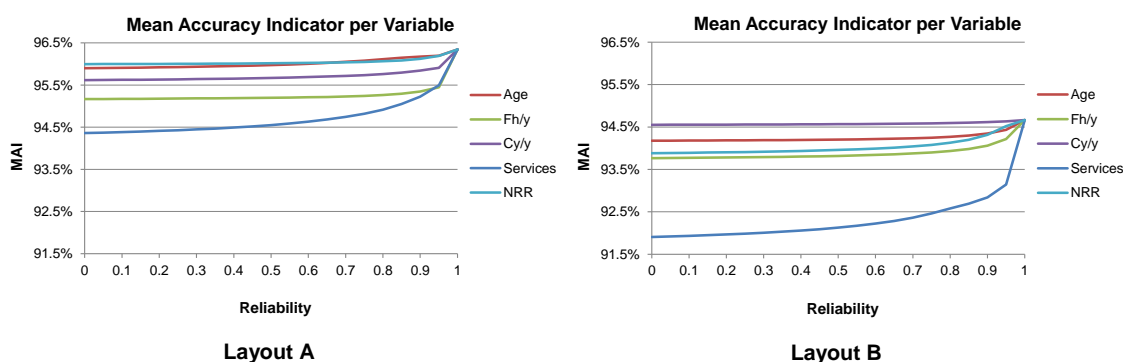 Mean Accuracy Indicator per Variable
96.5%
95.5%
94.5%
93.5%
92.5%
91.5%
MAI
0 0.1 0.2 0.3 0.4 0.5 0.6 0.7 0.8 0.9 1
Reliability
Age
Fh/y
Cy/y
Services
NRR
Layout A
Mean Accuracy Indicator per Variable
96.5%
95.5%
94.5%
93.5%
92.5%
91.5%
MAI
0 0.1 0.2 0.3 0.4 0.5 0.6 0.7 0.8 0.9 1
Reliability
Age
Fh/y
Cy/y
Services
NRR
Layout B